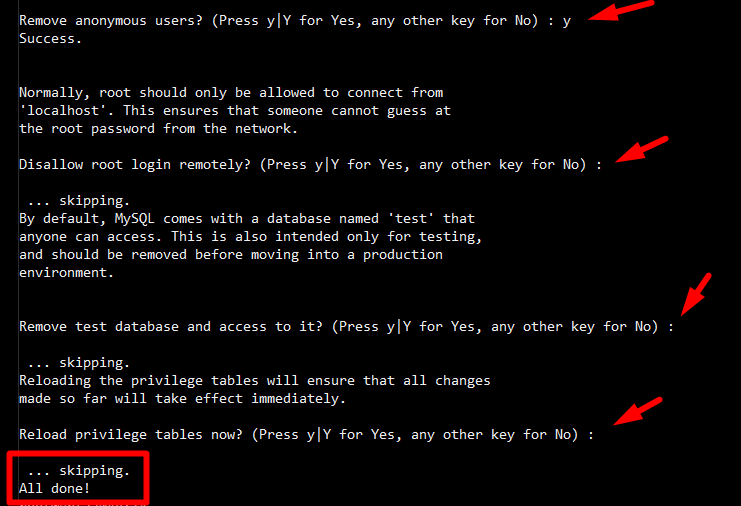 Remove anonymous users? (Press y|Y for Yes, any other key for No) : y
Success.
Normally, root should only be allowed to connect from
'localhost'. This ensures that someone cannot guess at
the root password from the network.
Disallow root login remotely? (Press y|Y for Yes, any other key for No) :
... skipping.
By default, MySQL comes with a database named 'test' that
anyone can access. This is also intended only for testing,
and should be removed before moving into a production
environment.
Remove test database and access to it? (Press y|Y for Yes, any other key for No) :
... skipping.
Reloading the privilege tables will ensure that all changes
made so far will take effect immediately.
Reload privilege tables now? (Press y|Y for Yes, any other key for No) :
... skipping.
All done!